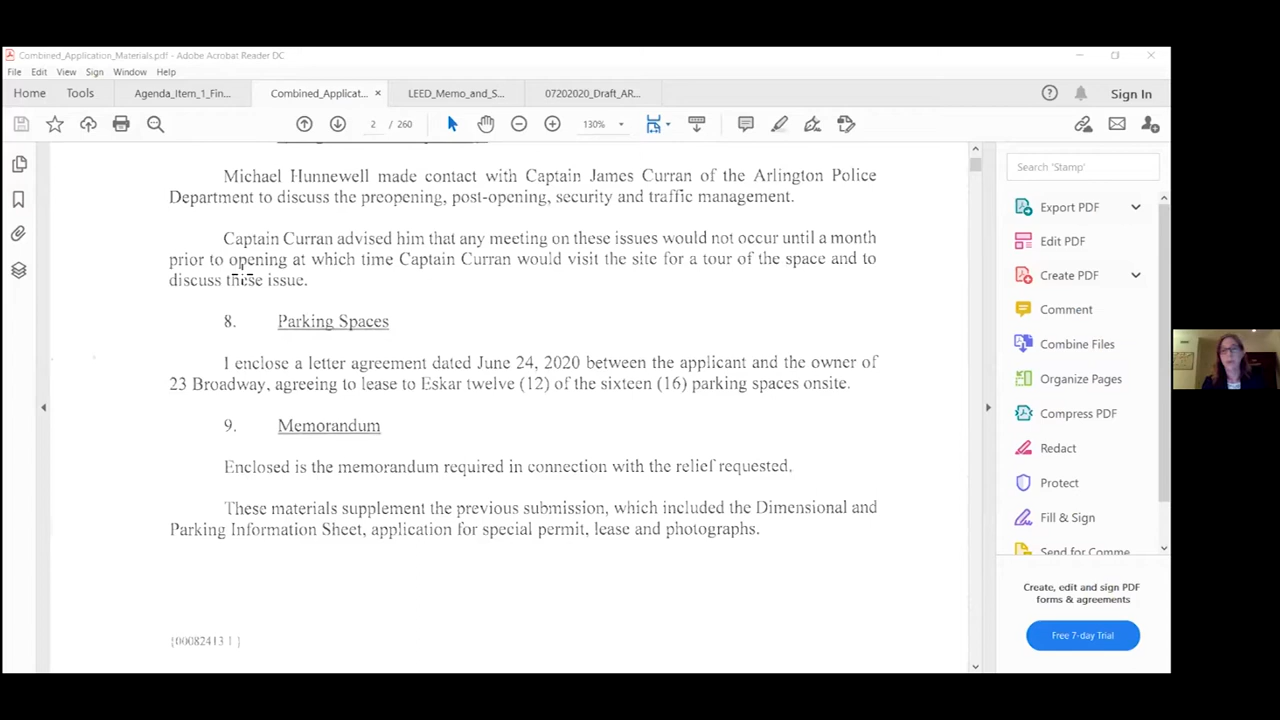 Combined_Application_Materials.pdf - Adobe Acrobat Reader DC
File Edit View Sign Window Help
Home Tools Agenda_Item_1_Fin... Combined_Applicat... × LEED_Memo_and_S... 07202020_Draft_AR... Sign In
2 / 260 130%
Michael Hunnewell made contact with Captain James Curran of the Arlington Police
Department to discuss the preopening, post-opening, security and traffic management.
Captain Curran advised him that any meeting on these issues would not occur until a month
prior to opening at which time Captain Curran would visit the site for a tour of the space and to
discuss these issue.
8. Parking Spaces
I enclose a letter agreement dated June 24, 2020 between the applicant and the owner of
23 Broadway, agreeing to lease to Eskar twelve (12) of the sixteen (16) parking spaces onsite.
9. Memorandum
Enclosed is the memorandum required in connection with the relief requested.
These materials supplement the previous submission, which included the Dimensional and
Parking Information Sheet, application for special permit, lease and photographs.
{00082413 1 }
Search 'Stamp'
Export PDF
Edit PDF
Create PDF
Comment
Combine Files
Organize Pages
Compress PDF
Redact
Protect
Fill & Sign
Send for Comme
Create, edit and sign PDF
forms & agreements
Free 7-day Trial